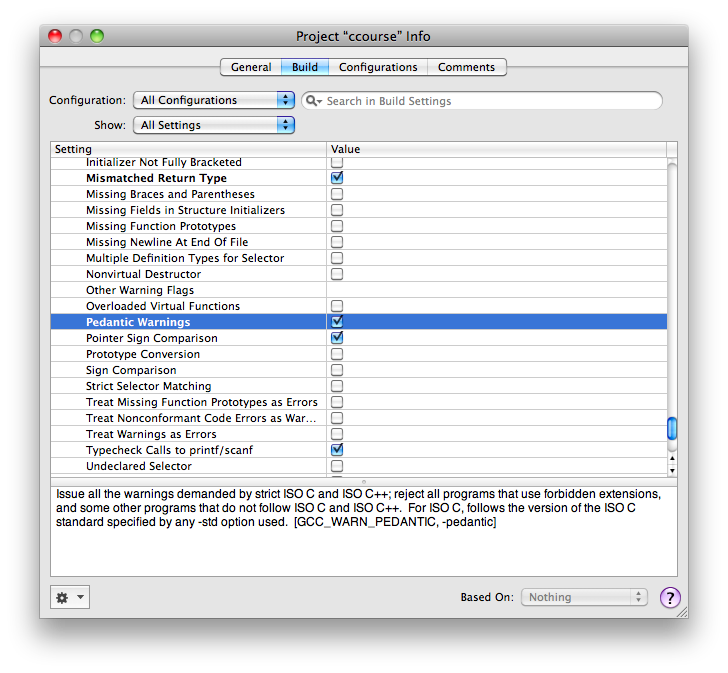 Project “ccourse” Info
General Build Configurations Comments
Configuration: All Configurations Search in Build Settings
Show: All Settings
Setting Value
Initializer Not Fully Bracketed
Mismatched Return Type
Missing Braces and Parentheses
Missing Fields in Structure Initializers
Missing Function Prototypes
Missing Newline At End Of File
Multiple Definition Types for Selector
Nonvirtual Destructor
Other Warning Flags
Overloaded Virtual Functions
Pedantic Warnings
Pointer Sign Comparison
Prototype Conversion
Sign Comparison
Strict Selector Matching
Treat Missing Function Prototypes as Errors
Treat Nonconformant Code Errors as War...
Treat Warnings as Errors
Typecheck Calls to printf/scanf
Undeclared Selector
Issue all the warnings demanded by strict ISO C and ISO C++; reject all programs that use forbidden extensions,
and some other programs that do not follow ISO C and ISO C++.  For ISO C, follows the version of the ISO C
standard specified by any -std option used.  [GCC_WARN_PEDANTIC, -pedantic]
Based On: Nothing ?